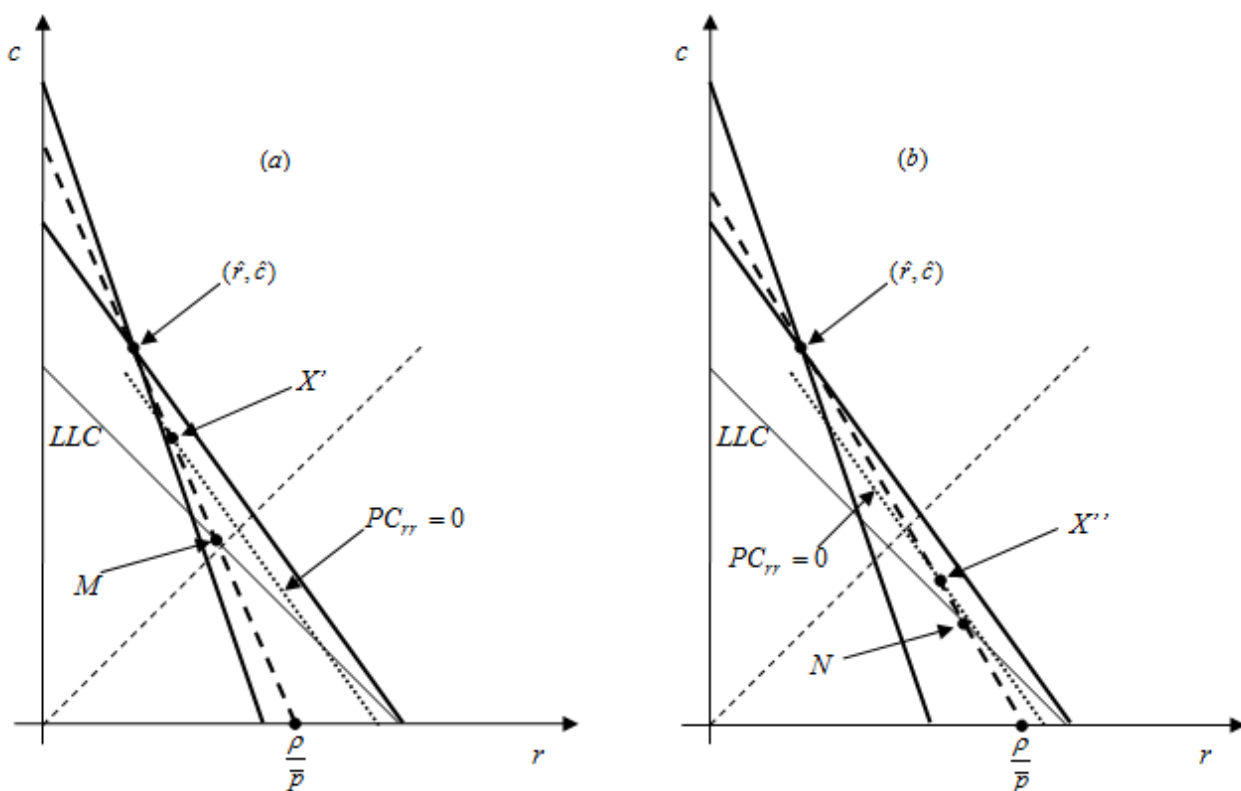 c
(a)
(r̂, ĉ)
X'
LLC
PC_rr = 0
M
ρ/p̄
r
c
(b)
(r̂, ĉ)
LLC
X''
PC_rr = 0
N
ρ/p̄
r